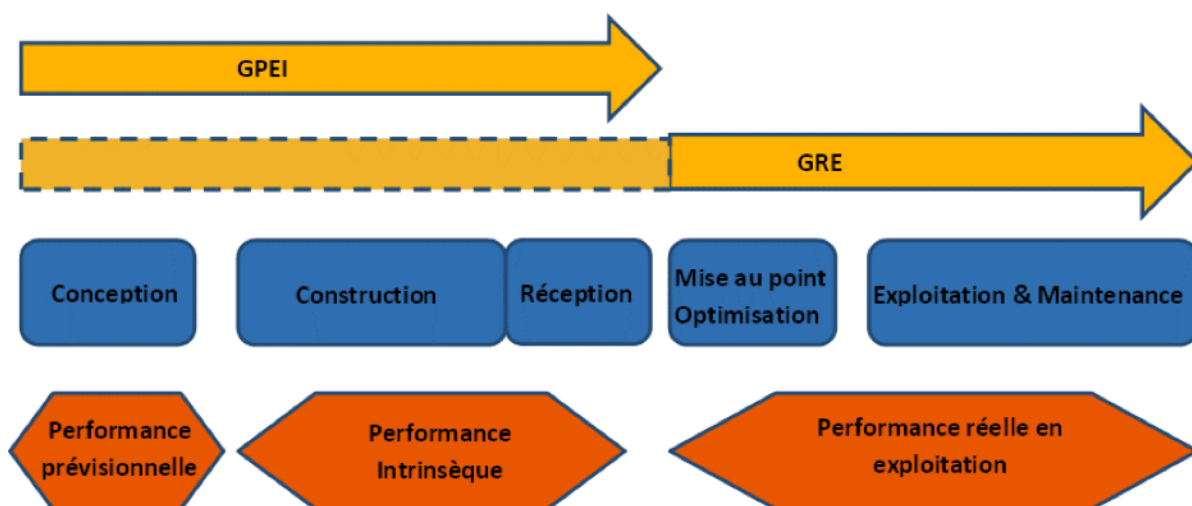 GPEI
GRE
Conception
Construction
Réception
Mise au point
Optimisation
Exploitation & Maintenance
Performance
prévisionnelle
Performance
Intrinsèque
Performance réelle en
exploitation